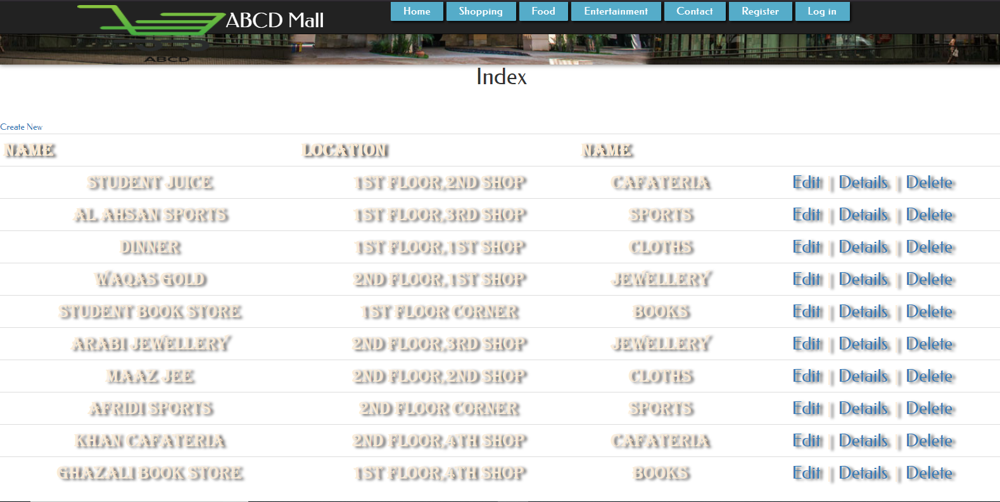 ABCD Mall
Home Shopping Food Entertainment Contact Register Log in
ABCD
Index
Create New
NAME LOCATION NAME
STUDENT JUICE 1ST FLOOR,2ND SHOP CAFATERIA Edit | Details | Delete
AL AHSAN SPORTS 1ST FLOOR,3RD SHOP SPORTS Edit | Details | Delete
DINNER 1ST FLOOR,1ST SHOP CLOTHS Edit | Details | Delete
WAQAS GOLD 2ND FLOOR,1ST SHOP JEWELLERY Edit | Details | Delete
STUDENT BOOK STORE 1ST FLOOR CORNER BOOKS Edit | Details | Delete
ARABI JEWELLERY 2ND FLOOR,3RD SHOP JEWELLERY Edit | Details | Delete
MAAZ JEE 2ND FLOOR,2ND SHOP CLOTHS Edit | Details | Delete
AFRIDI SPORTS 2ND FLOOR CORNER SPORTS Edit | Details | Delete
KHAN CAFATERIA 2ND FLOOR,4TH SHOP CAFATERIA Edit | Details | Delete
GHAZALI BOOK STORE 1ST FLOOR,4TH SHOP BOOKS Edit | Details | Delete